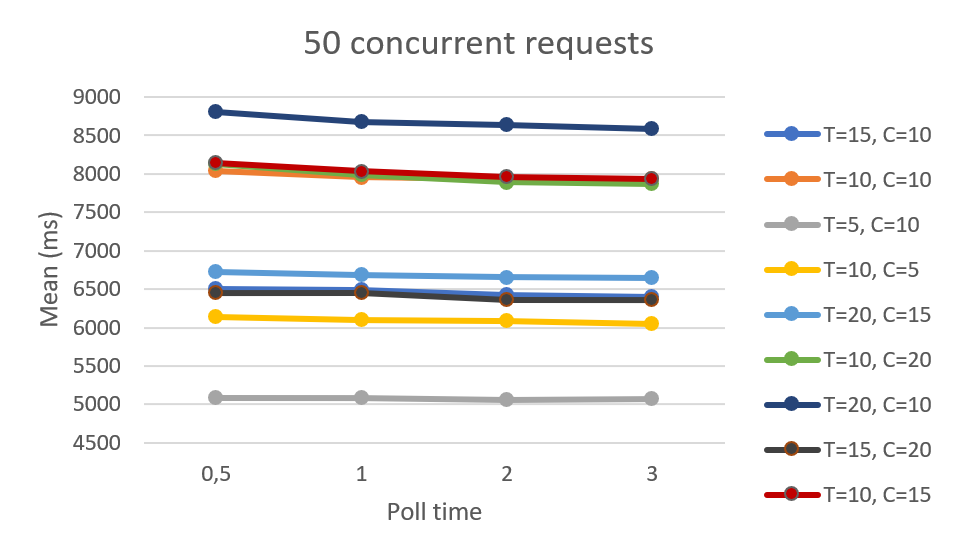 50 concurrent requests
9000
8500
8000
7500
7000
6500
6000
5500
5000
4500
Mean (ms)
0,5 1 2 3
Poll time
T=15, C=10
T=10, C=10
T=5, C=10
T=10, C=5
T=20, C=15
T=10, C=20
T=20, C=10
T=15, C=20
T=10, C=15